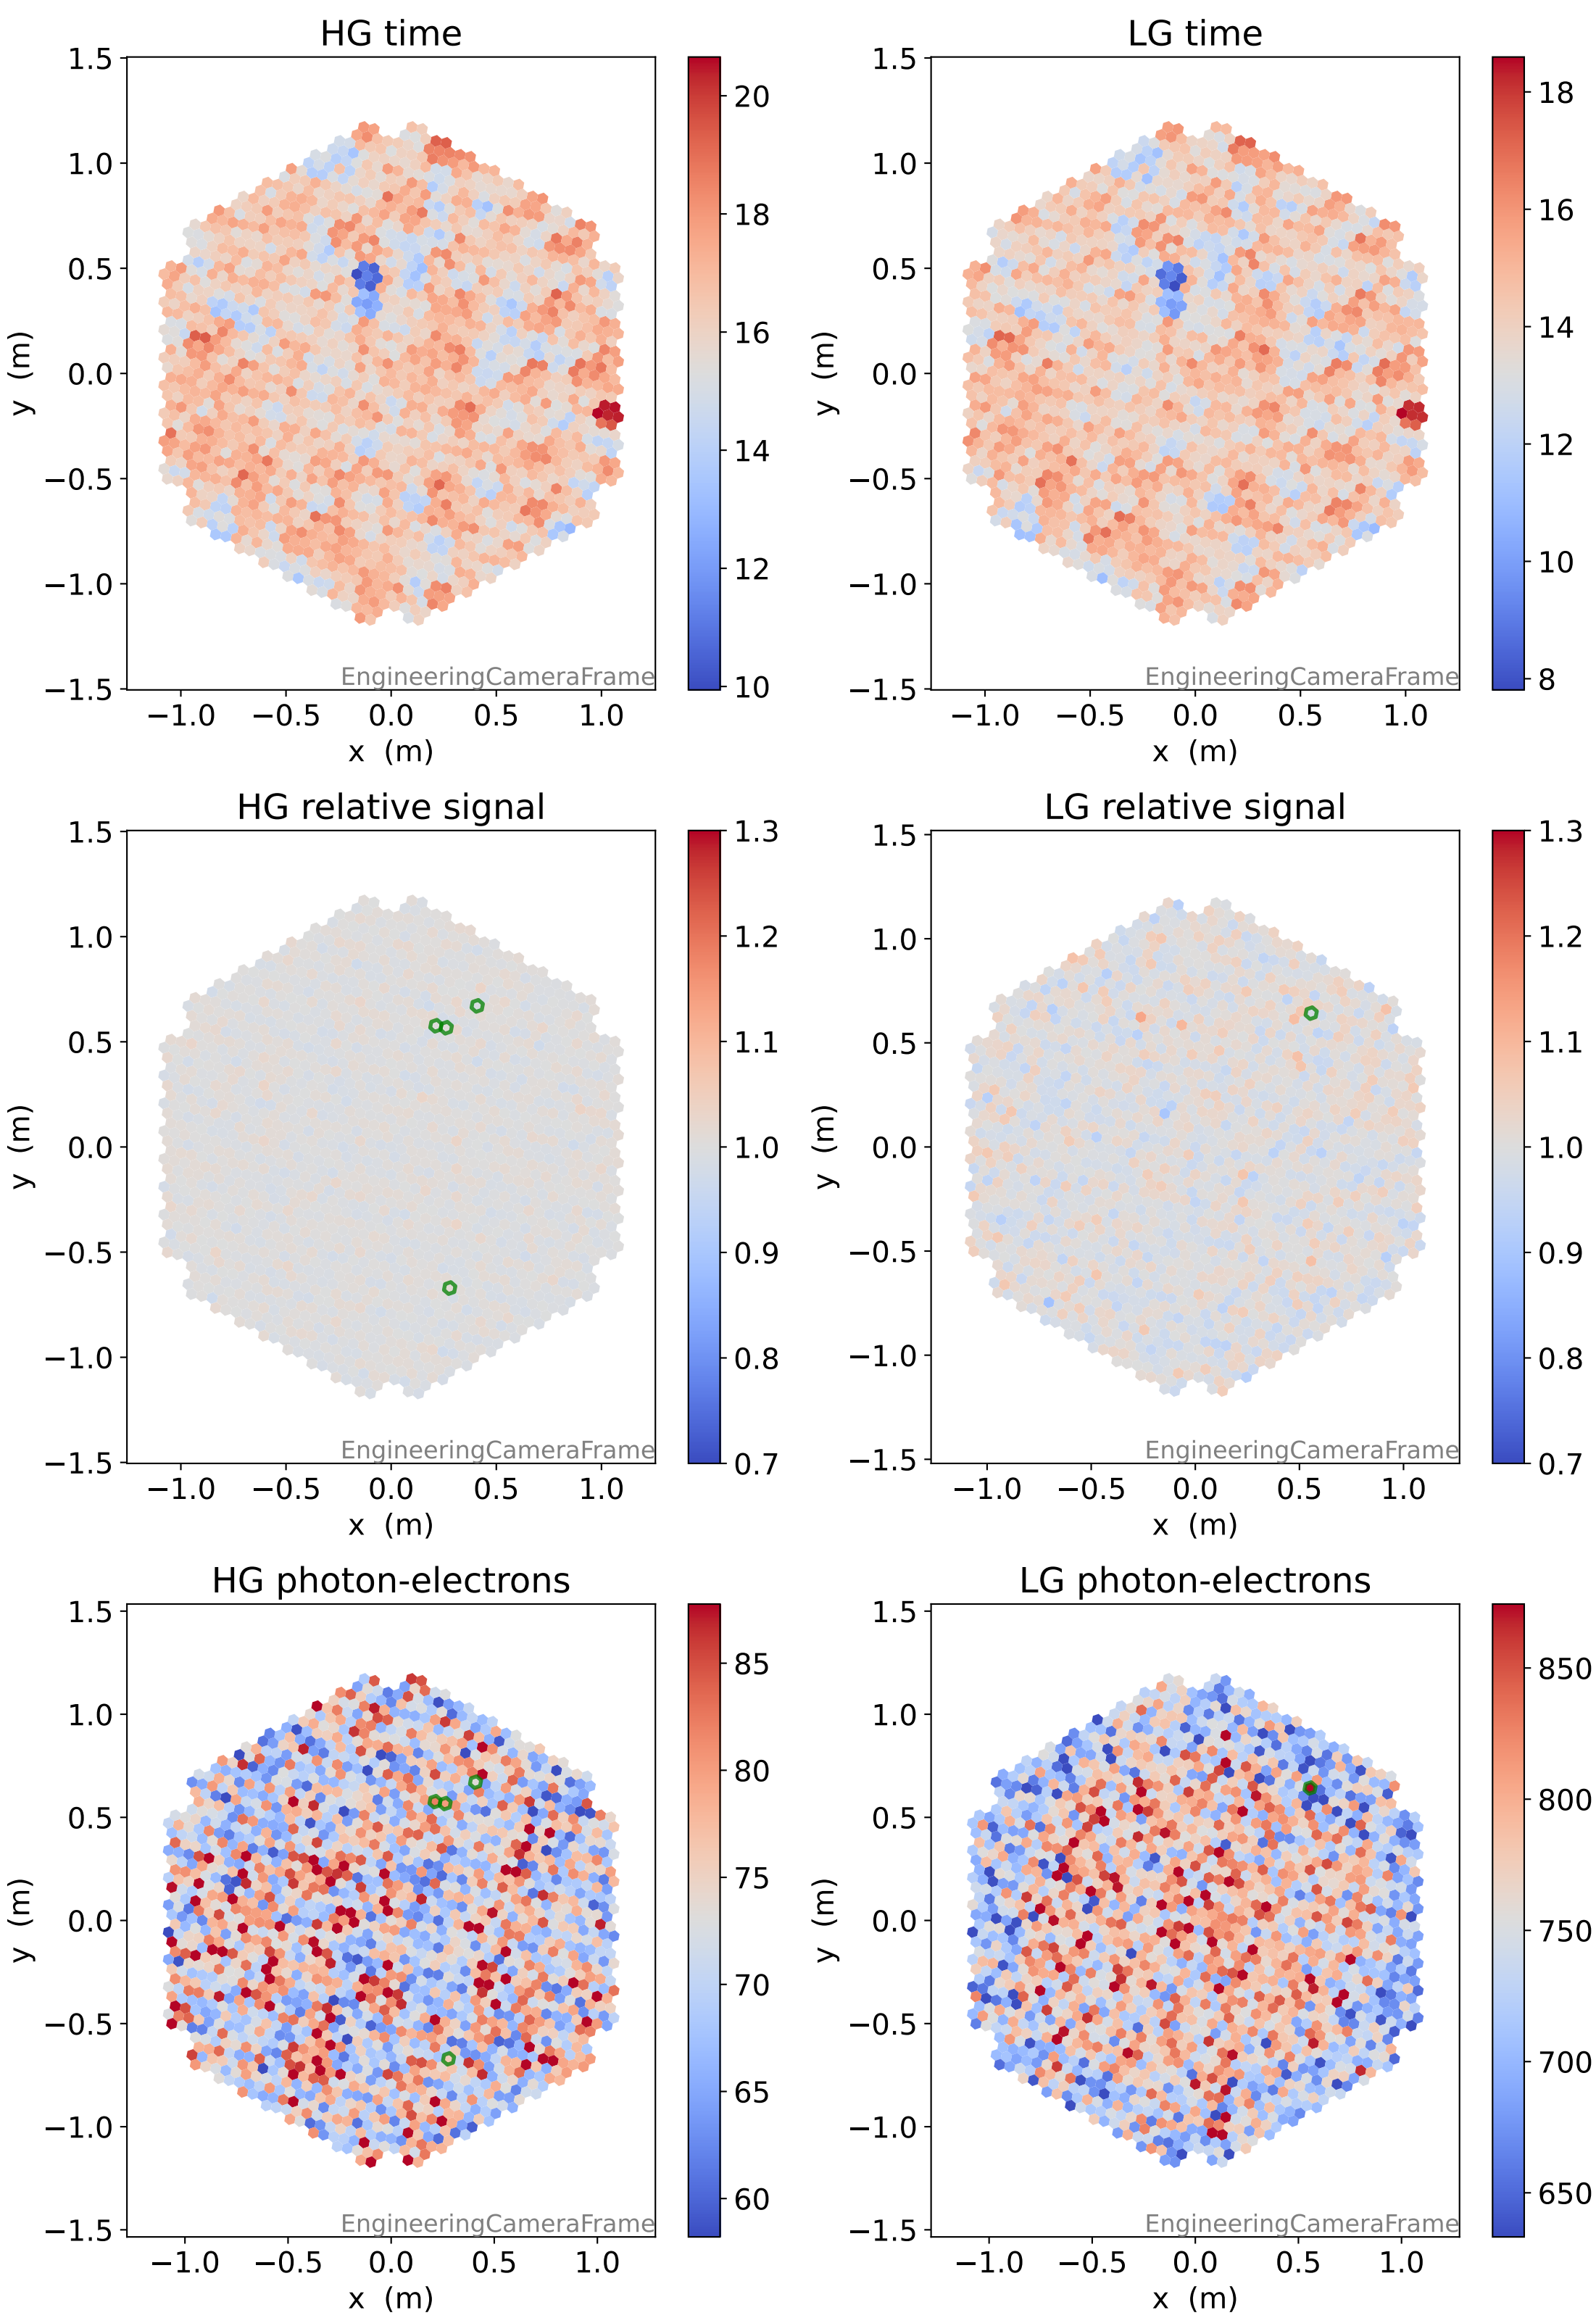 HG time
LG time
1.5
1.0
0.5
0.0
−0.5
−1.0
−1.5
y (m)
−1.0 −0.5 0.0 0.5 1.0
x (m)
EngineeringCameraFrame
20
18
16
14
12
10
1.5
1.0
0.5
0.0
−0.5
−1.0
−1.5
y (m)
−1.0 −0.5 0.0 0.5 1.0
x (m)
EngineeringCameraFrame
18
16
14
12
10
8
HG relative signal
LG relative signal
1.5
1.0
0.5
0.0
−0.5
−1.0
−1.5
y (m)
−1.0 −0.5 0.0 0.5 1.0
x (m)
EngineeringCameraFrame
1.3
1.2
1.1
1.0
0.9
0.8
0.7
1.5
1.0
0.5
0.0
−0.5
−1.0
−1.5
y (m)
−1.0 −0.5 0.0 0.5 1.0
x (m)
EngineeringCameraFrame
1.3
1.2
1.1
1.0
0.9
0.8
0.7
HG photon-electrons
LG photon-electrons
1.5
1.0
0.5
0.0
−0.5
−1.0
−1.5
y (m)
−1.0 −0.5 0.0 0.5 1.0
x (m)
EngineeringCameraFrame
85
80
75
70
65
60
1.5
1.0
0.5
0.0
−0.5
−1.0
−1.5
y (m)
−1.0 −0.5 0.0 0.5 1.0
x (m)
EngineeringCameraFrame
850
800
750
700
650